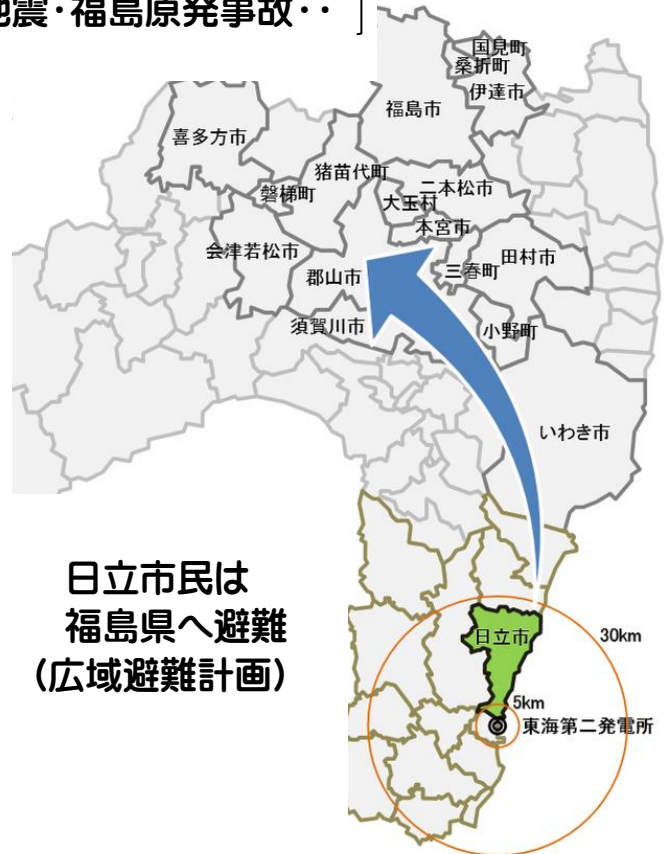 地震・福島原発事故・・」
国見町
桑折町
伊達市
福島市
喜多方市
猪苗代町
磐梯町
二本松市
大玉村
本宮市
会津若松市
田村市
三春町
郡山市
須賀川市
小野町
いわき市
日立市民は
福島県へ避難
(広域避難計画)
日立市
30km
5km
東海第二発電所